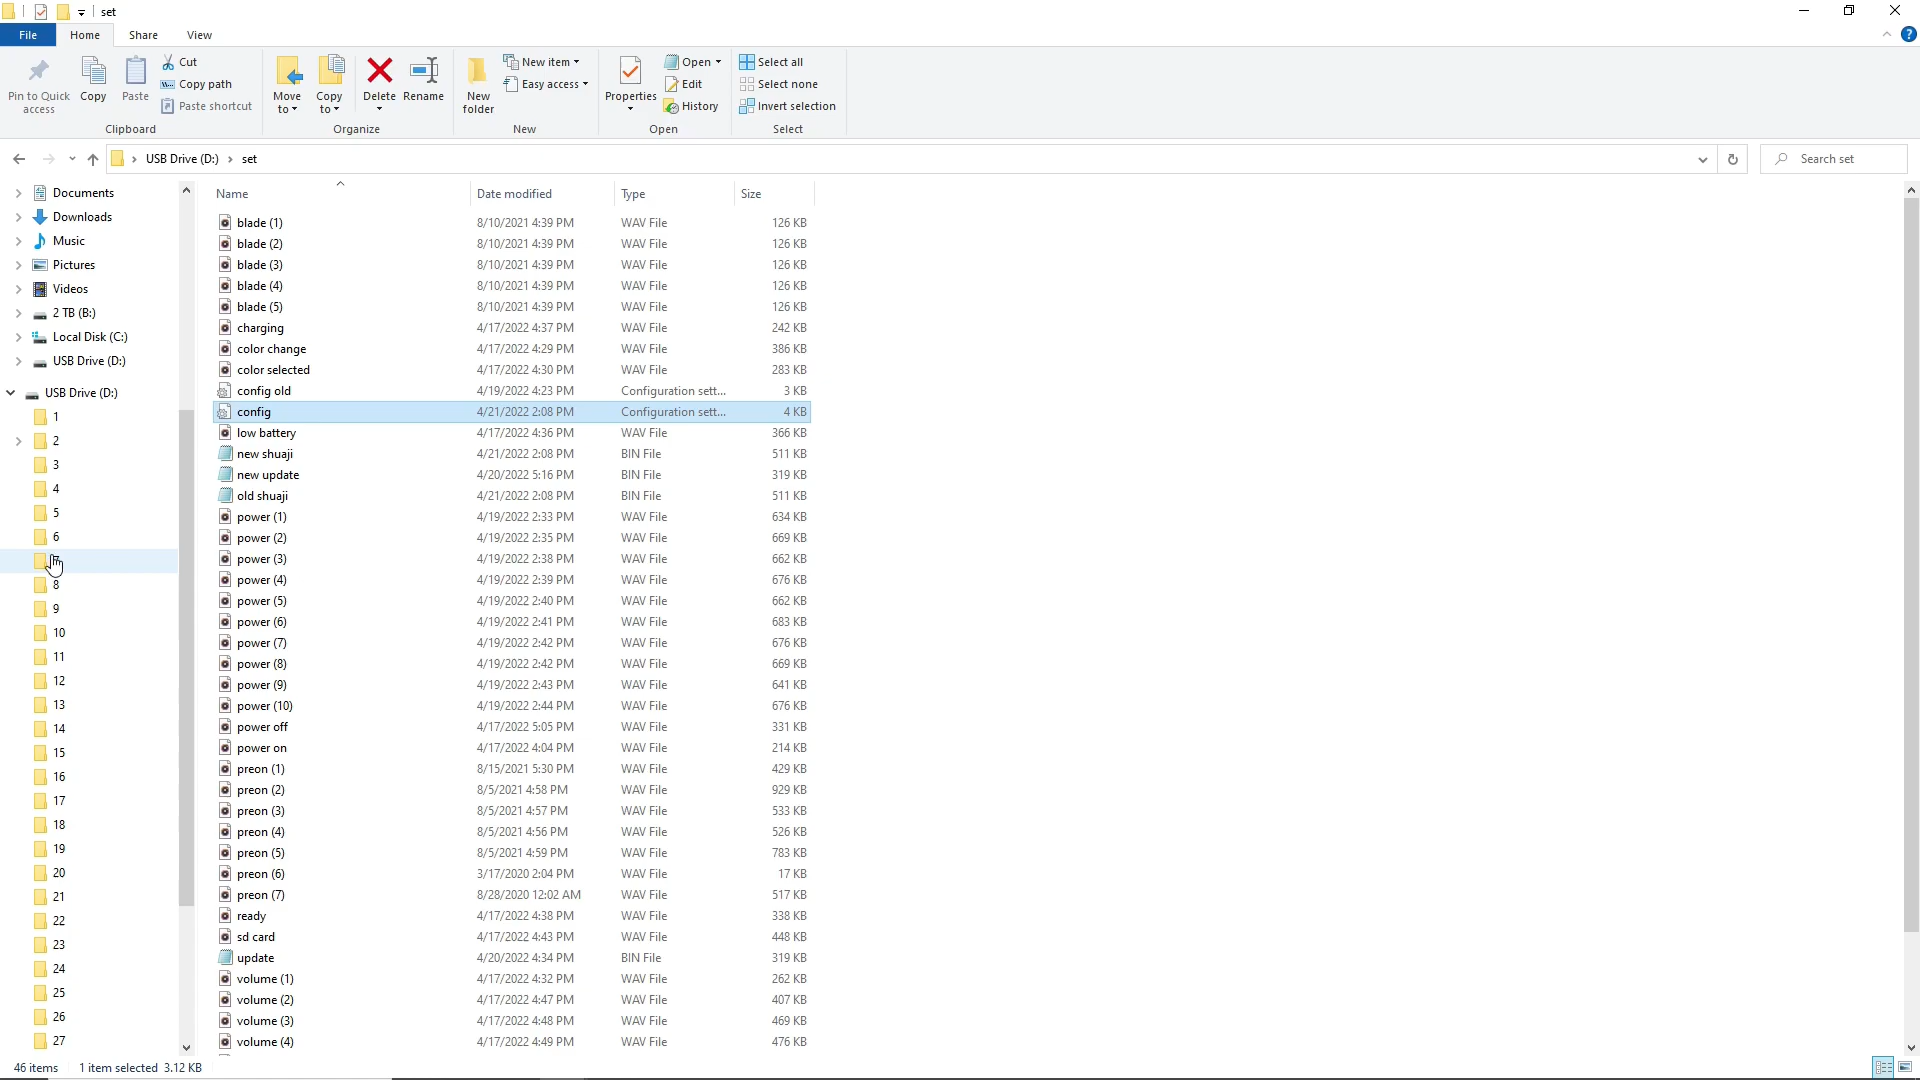 set
File Home Share View
Pin to Quick access
Copy
Paste
Cut
Copy path
Paste shortcut
Clipboard
Move to
Copy to
Delete
Rename
Organize
New folder
New item
Easy access
New
Properties
Open
Edit
History
Open
Select all
Select none
Invert selection
Select
USB Drive (D:) › set
Search set
Documents
Downloads
Music
Pictures
Videos
2 TB (B:)
Local Disk (C:)
USB Drive (D:)
USB Drive (D:)
1
2
3
4
5
6
8
9
10
11
12
13
14
15
16
17
18
19
20
21
22
23
24
25
26
27
Name Date modified Type Size
blade (1) 8/10/2021 4:39 PM WAV File 126 KB
blade (2) 8/10/2021 4:39 PM WAV File 126 KB
blade (3) 8/10/2021 4:39 PM WAV File 126 KB
blade (4) 8/10/2021 4:39 PM WAV File 126 KB
blade (5) 8/10/2021 4:39 PM WAV File 126 KB
charging 4/17/2022 4:37 PM WAV File 242 KB
color change 4/17/2022 4:29 PM WAV File 386 KB
color selected 4/17/2022 4:30 PM WAV File 283 KB
config old 4/19/2022 4:23 PM Configuration sett... 3 KB
config 4/21/2022 2:08 PM Configuration sett... 4 KB
low battery 4/17/2022 4:36 PM WAV File 366 KB
new shuaji 4/21/2022 2:08 PM BIN File 511 KB
new update 4/20/2022 5:16 PM BIN File 319 KB
old shuaji 4/21/2022 2:08 PM BIN File 511 KB
power (1) 4/19/2022 2:33 PM WAV File 634 KB
power (2) 4/19/2022 2:35 PM WAV File 669 KB
power (3) 4/19/2022 2:38 PM WAV File 662 KB
power (4) 4/19/2022 2:39 PM WAV File 676 KB
power (5) 4/19/2022 2:40 PM WAV File 662 KB
power (6) 4/19/2022 2:41 PM WAV File 683 KB
power (7) 4/19/2022 2:42 PM WAV File 676 KB
power (8) 4/19/2022 2:42 PM WAV File 669 KB
power (9) 4/19/2022 2:43 PM WAV File 641 KB
power (10) 4/19/2022 2:44 PM WAV File 676 KB
power off 4/17/2022 5:05 PM WAV File 331 KB
power on 4/17/2022 4:04 PM WAV File 214 KB
preon (1) 8/15/2021 5:30 PM WAV File 429 KB
preon (2) 8/5/2021 4:58 PM WAV File 929 KB
preon (3) 8/5/2021 4:57 PM WAV File 533 KB
preon (4) 8/5/2021 4:56 PM WAV File 526 KB
preon (5) 8/5/2021 4:59 PM WAV File 783 KB
preon (6) 3/17/2020 2:04 PM WAV File 17 KB
preon (7) 8/28/2020 12:02 AM WAV File 517 KB
ready 4/17/2022 4:38 PM WAV File 338 KB
sd card 4/17/2022 4:43 PM WAV File 448 KB
update 4/20/2022 4:34 PM BIN File 319 KB
volume (1) 4/17/2022 4:32 PM WAV File 262 KB
volume (2) 4/17/2022 4:47 PM WAV File 407 KB
volume (3) 4/17/2022 4:48 PM WAV File 469 KB
volume (4) 4/17/2022 4:49 PM WAV File 476 KB
46 items 1 item selected 3.12 KB